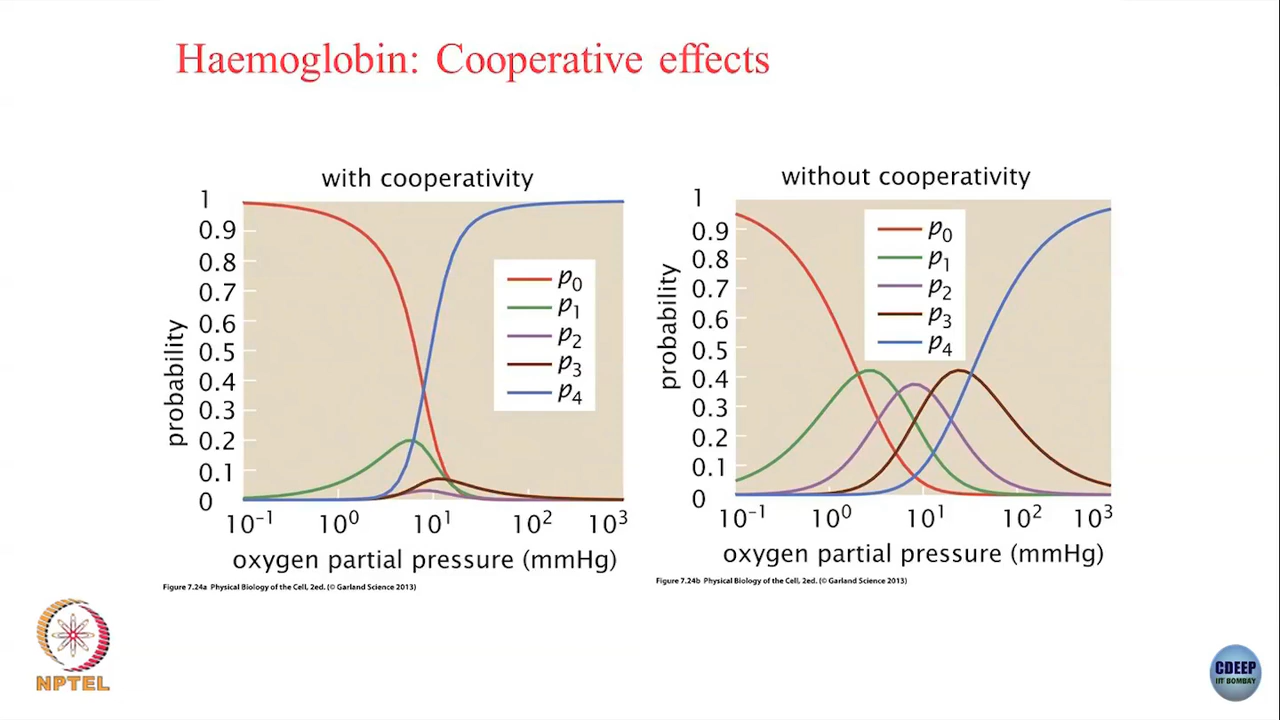 Haemoglobin: Cooperative effects
with cooperativity
probability
1
0.9
0.8
0.7
0.6
0.5
0.4
0.3
0.2
0.1
0
p0
p1
p2
p3
p4
10⁻¹ 10⁰ 10¹ 10² 10³
oxygen partial pressure (mmHg)
Figure 7.24a Physical Biology of the Cell, 2ed. (© Garland Science 2013)
without cooperativity
probability
1
0.9
0.8
0.7
0.6
0.5
0.4
0.3
0.2
0.1
0
p0
p1
p2
p3
p4
10⁻¹ 10⁰ 10¹ 10² 10³
oxygen partial pressure (mmHg)
Figure 7.24b Physical Biology of the Cell, 2ed. (© Garland Science 2013)
NPTEL
CDEEP
IIT BOMBAY